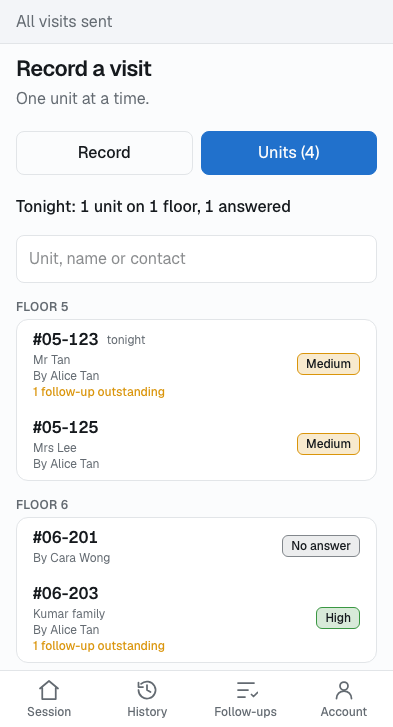 All visits sent
Record a visit
One unit at a time.
Record
Units (4)
Tonight: 1 unit on 1 floor, 1 answered
Unit, name or contact
FLOOR 5
#05-123 tonight
Mr Tan
By Alice Tan
1 follow-up outstanding
Medium
#05-125
Mrs Lee
By Alice Tan
Medium
FLOOR 6
#06-201
By Cara Wong
No answer
#06-203
Kumar family
By Alice Tan
1 follow-up outstanding
High
Session
History
Follow-ups
Account